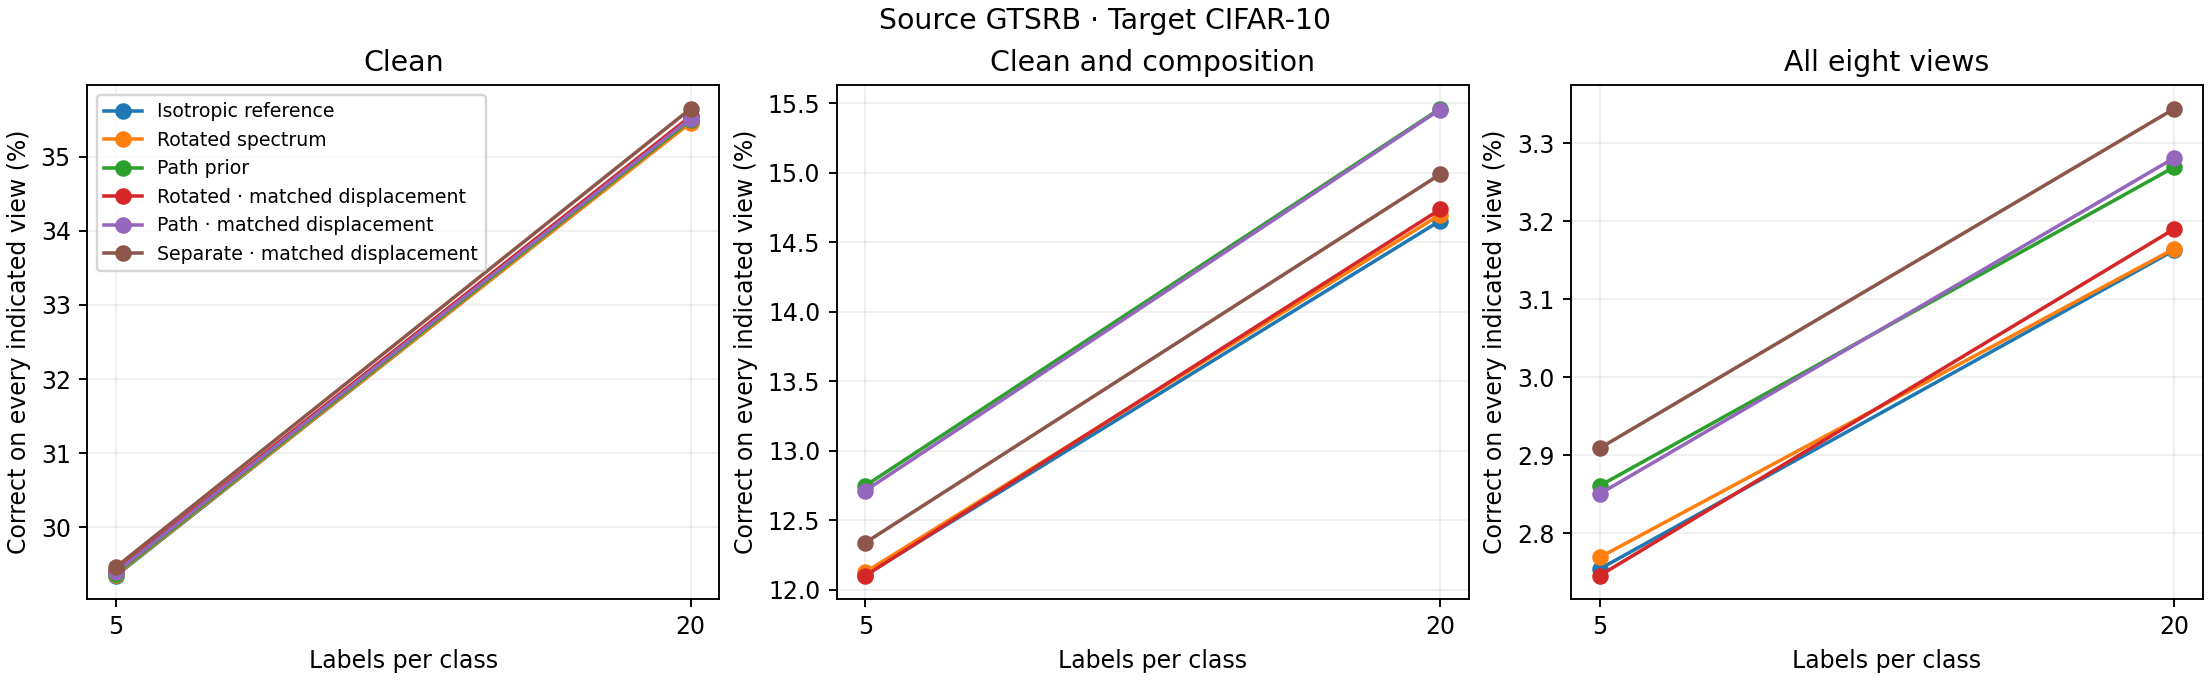 Source GTSRB · Target CIFAR-10
Clean
Correct on every indicated view (%)
35
34
33
32
31
30
Isotropic reference
Rotated spectrum
Path prior
Rotated · matched displacement
Path · matched displacement
Separate · matched displacement
5
20
Labels per class
Clean and composition
Correct on every indicated view (%)
15.5
15.0
14.5
14.0
13.5
13.0
12.5
12.0
5
20
Labels per class
All eight views
Correct on every indicated view (%)
3.3
3.2
3.1
3.0
2.9
2.8
5
20
Labels per class